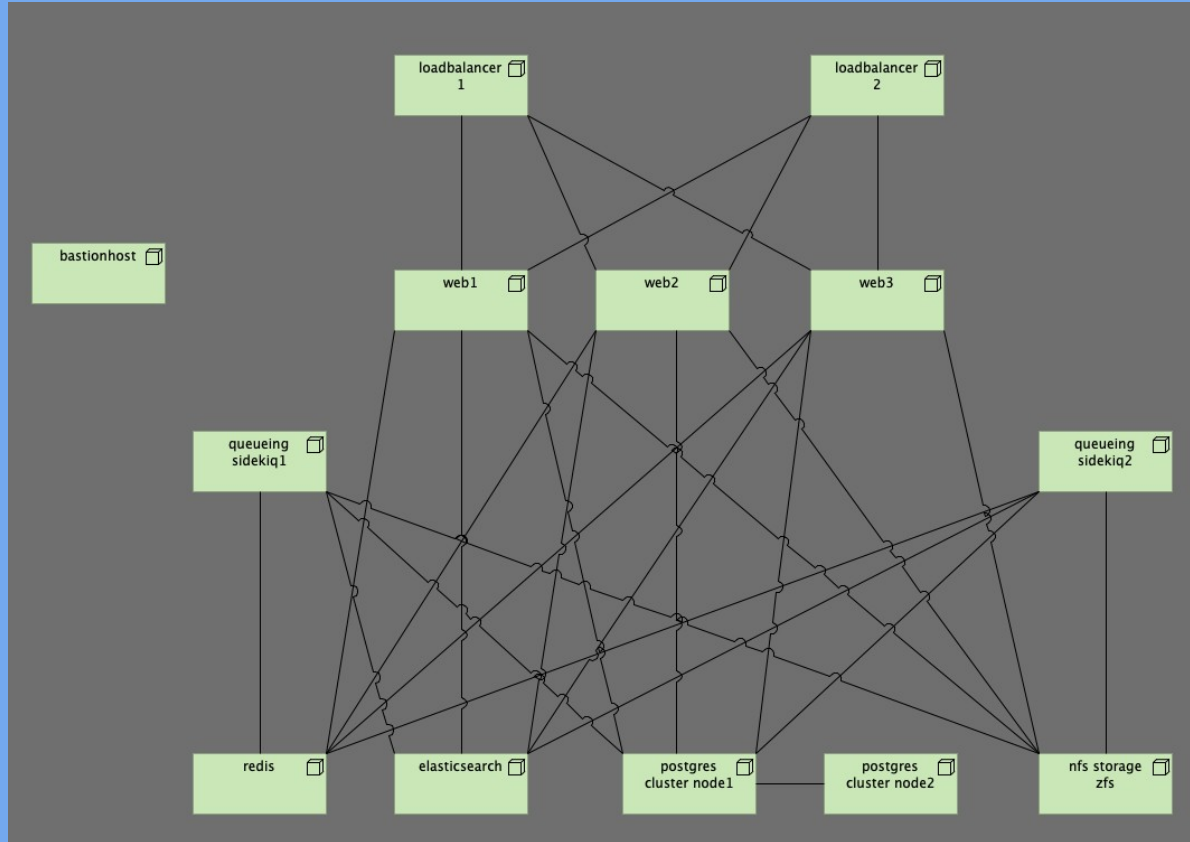 loadbalancer
1
loadbalancer
2
bastionhost
web1
web2
web3
queueing
sidekiq1
queueing
sidekiq2
redis
elasticsearch
postgres
cluster node1
postgres
cluster node2
nfs storage
zfs